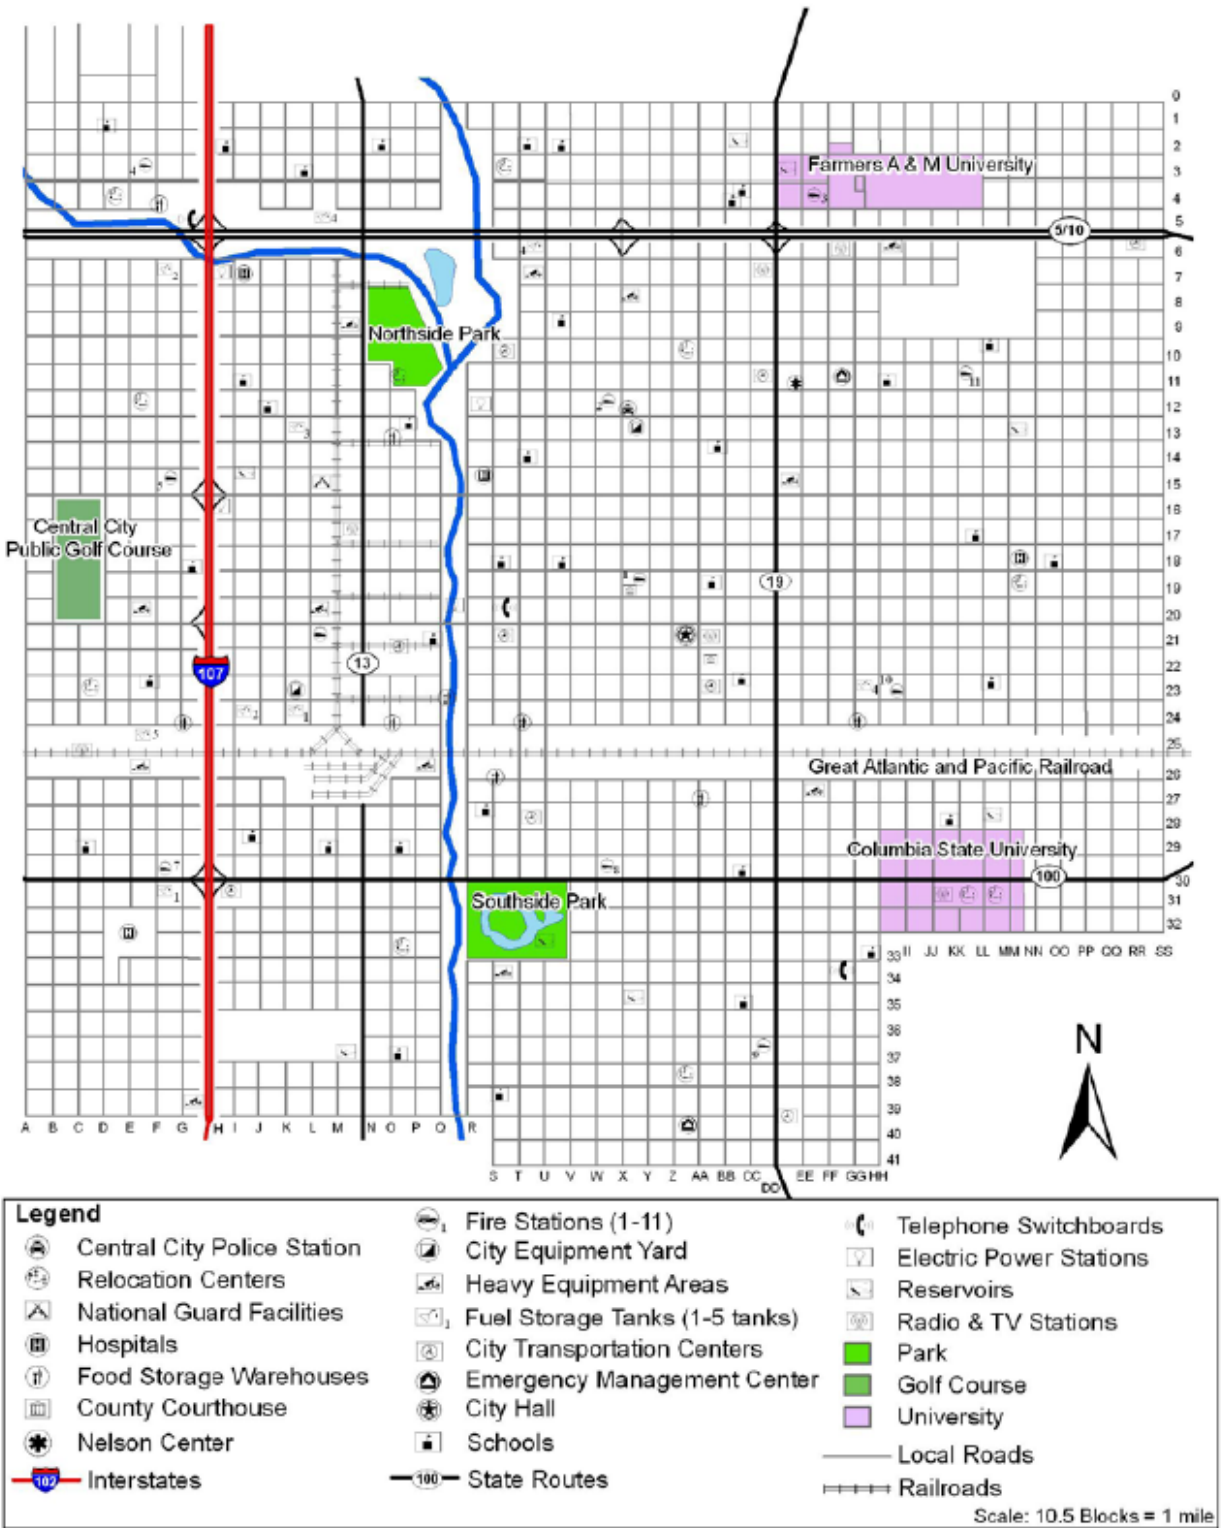 0
1
2
3
4
5
6
7
8
9
10
11
12
13
14
15
16
17
18
19
20
21
22
23
24
25
26
27
28
29
30
31
32
33
34
35
36
37
38
39
40
41
Farmers A & M University
5/10
Northside Park
Central City
Public Golf Course
19
13
107
Great Atlantic and Pacific Railroad
Columbia State University
100
Southside Park
II JJ KK LL MM NN OO PP QQ RR SS
N
A B C D E F G H I J K L M N O P Q R
S T U V W X Y Z AA BB CC DD EE FF GG HH
Legend
Central City Police Station
Relocation Centers
National Guard Facilities
Hospitals
Food Storage Warehouses
County Courthouse
Nelson Center
102 Interstates
Fire Stations (1-11)
City Equipment Yard
Heavy Equipment Areas
Fuel Storage Tanks (1-5 tanks)
City Transportation Centers
Emergency Management Center
City Hall
Schools
100 State Routes
Telephone Switchboards
Electric Power Stations
Reservoirs
Radio & TV Stations
Park
Golf Course
University
Local Roads
Railroads
Scale: 10.5 Blocks = 1 mile